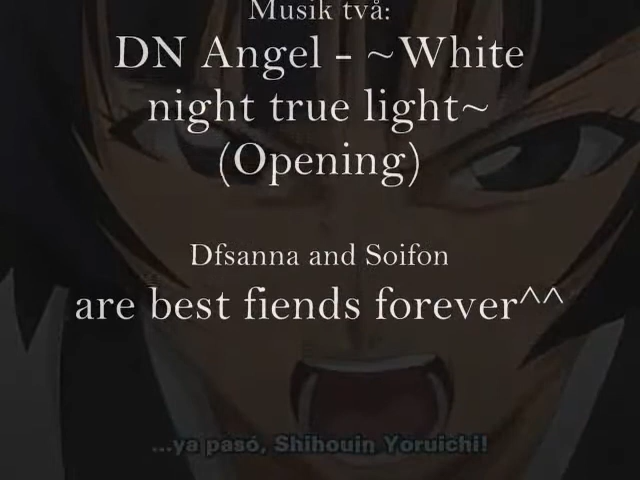 Musik två:
DN Angel - ~White
night true light~
(Opening)
Dfsanna and Soifon
are best fiends forever^^
...ya pasó, Shihouin Yoruichi!